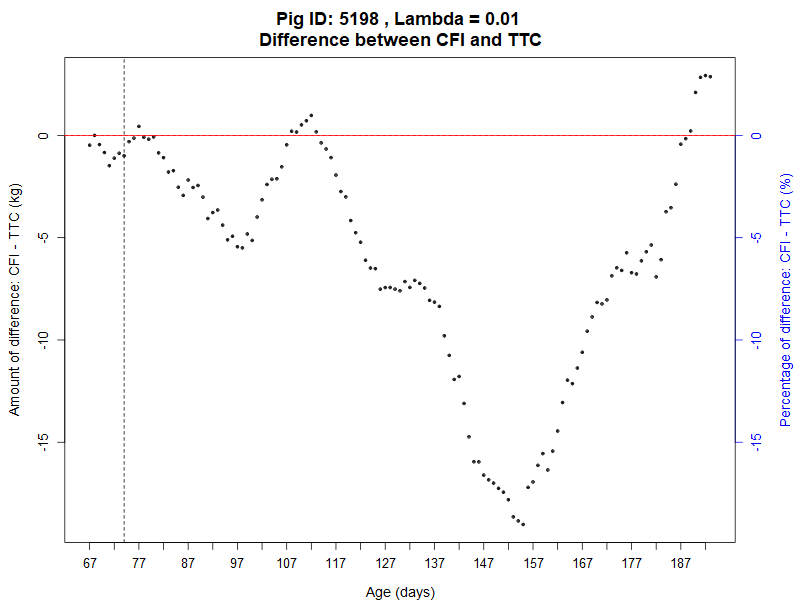 Pig ID: 5198 , Lambda = 0.01
Difference between CFI and TTC
Amount of difference: CFI - TTC (kg)
0
-5
-10
-15
0
-5
-10
-15
Percentage of difference: CFI - TTC (%)
67 77 87 97 107 117 127 137 147 157 167 177 187
Age (days)